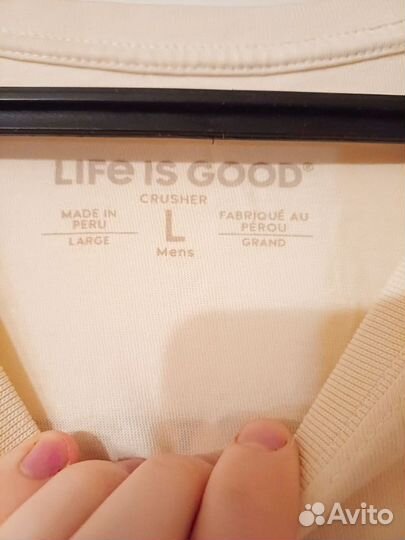 LIFE IS GOOD®
CRUSHER
MADE IN
PERU
LARGE
L
Mens
FABRIQUÉ AU
PÉROU
GRAND
Avito